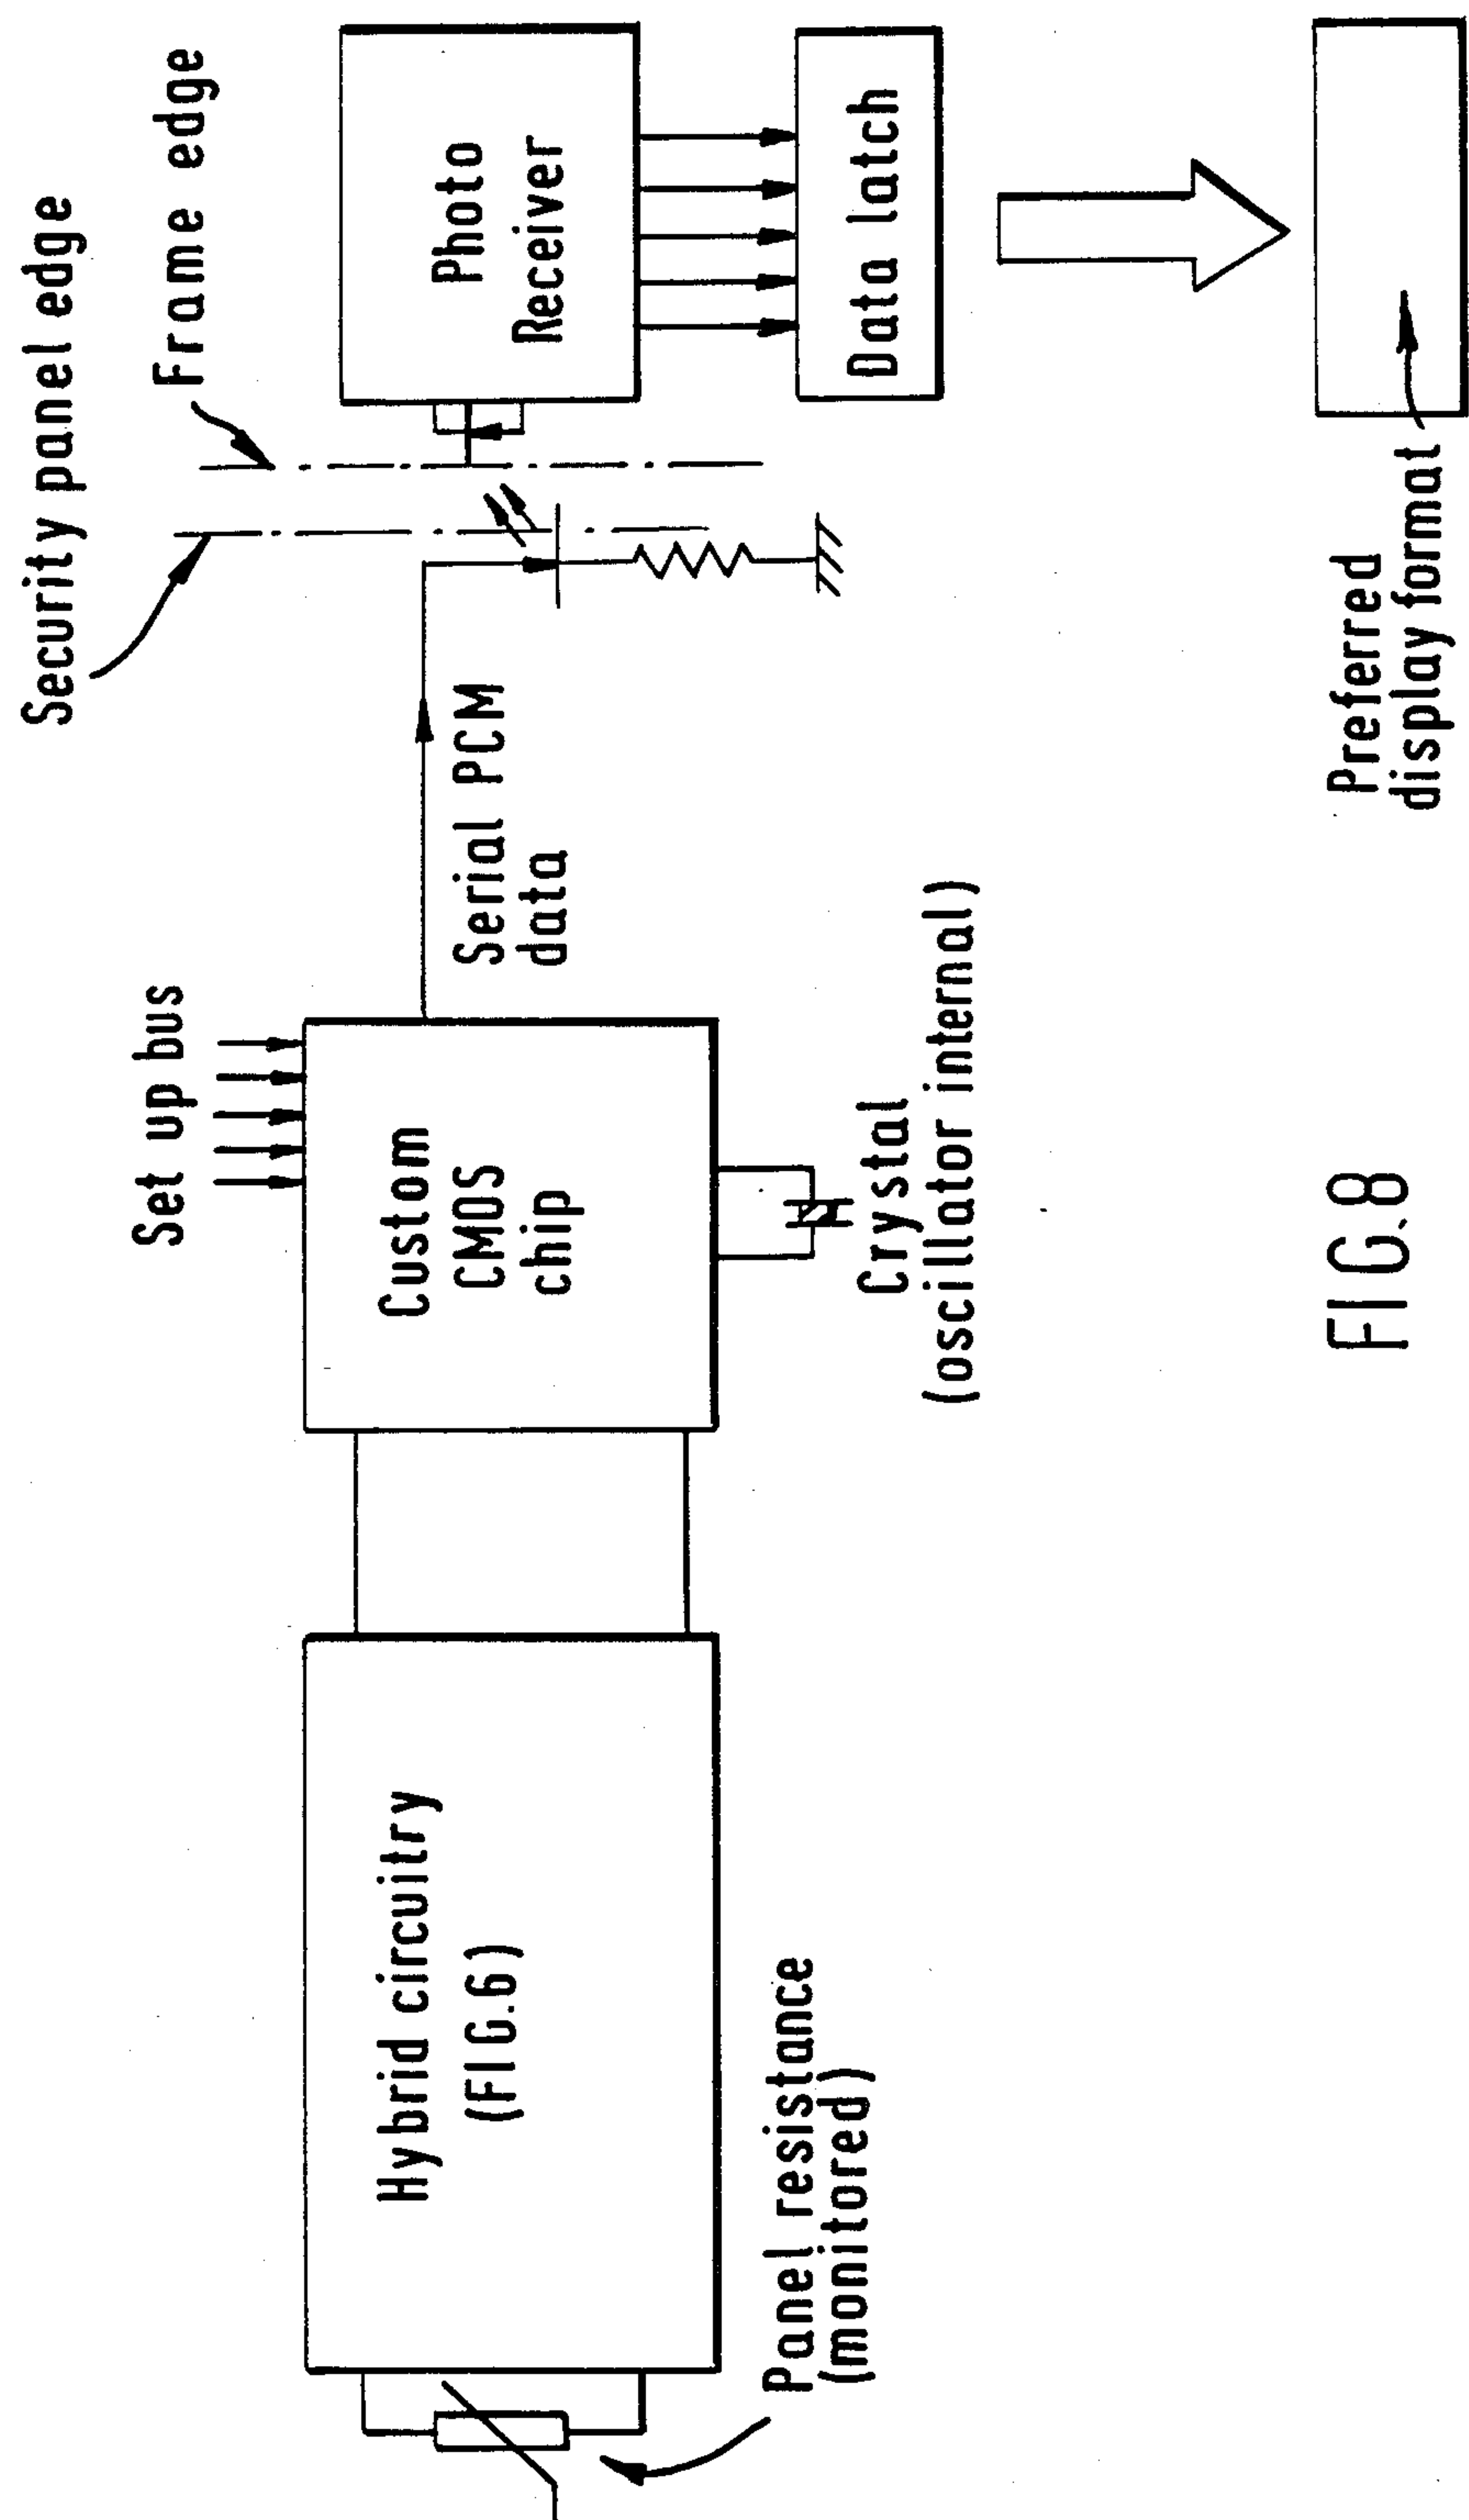 Security panel edge
Frame edge
Set up bus
Hybrid circuitry
(FIG.6)
Custom
CMOS
chip
Serial PCM
data
Photo
Receiver
Data latch
Panel resistance
(monitored)
Crystal
(oscillator internal)
Preferred
display format
FIG.8